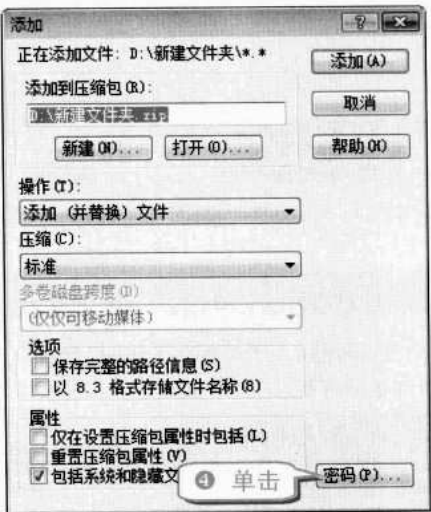 添加
正在添加文件: D:\新建文件夹\*.*
添加(A)
添加到压缩包(R):
D:\新建文件夹.zip
取消
新建(N)...
打开(O)...
帮助(H)
操作(T):
添加 (并替换) 文件
压缩(C):
标准
多卷磁盘跨度(D)
(仅仅可移动媒体)
选项
保存完整的路径信息(S)
以 8.3 格式存储文件名称(8)
属性
仅在设置压缩包属性时包括(L)
重置压缩包属性(V)
包括系统和隐藏文
❹ 单击
密码(P)...